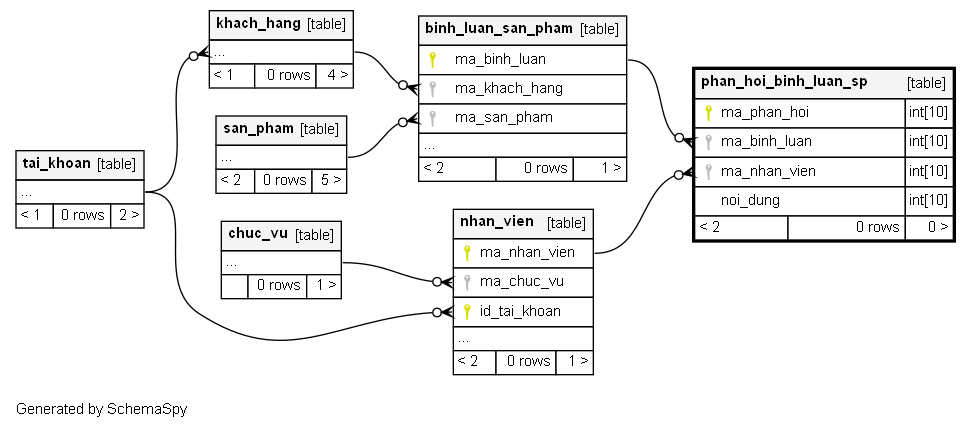 khach_hang [table]
...
< 1 0 rows 4 >
binh_luan_san_pham [table]
ma_binh_luan
ma_khach_hang
ma_san_pham
...
< 2 0 rows 1 >
phan_hoi_binh_luan_sp [table]
ma_phan_hoi int[10]
ma_binh_luan int[10]
ma_nhan_vien int[10]
noi_dung int[10]
< 2 0 rows 0 >
san_pham [table]
...
< 2 0 rows 5 >
tai_khoan [table]
...
< 1 0 rows 2 >
chuc_vu [table]
...
0 rows 1 >
nhan_vien [table]
ma_nhan_vien
ma_chuc_vu
id_tai_khoan
...
< 2 0 rows 1 >
Generated by SchemaSpy